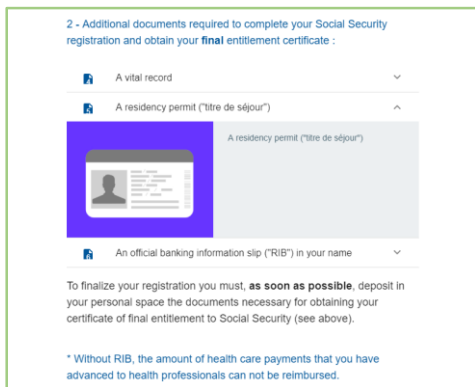 2 - Additional documents required to complete your Social Security
registration and obtain your final entitlement certificate :
A vital record
A residency permit ("titre de séjour")
A residency permit ("titre de séjour")
An official banking information slip ("RIB") in your name
To finalize your registration you must, as soon as possible, deposit in
your personal space the documents necessary for obtaining your
certificate of final entitlement to Social Security (see above).
* Without RIB, the amount of health care payments that you have
advanced to health professionals can not be reimbursed.